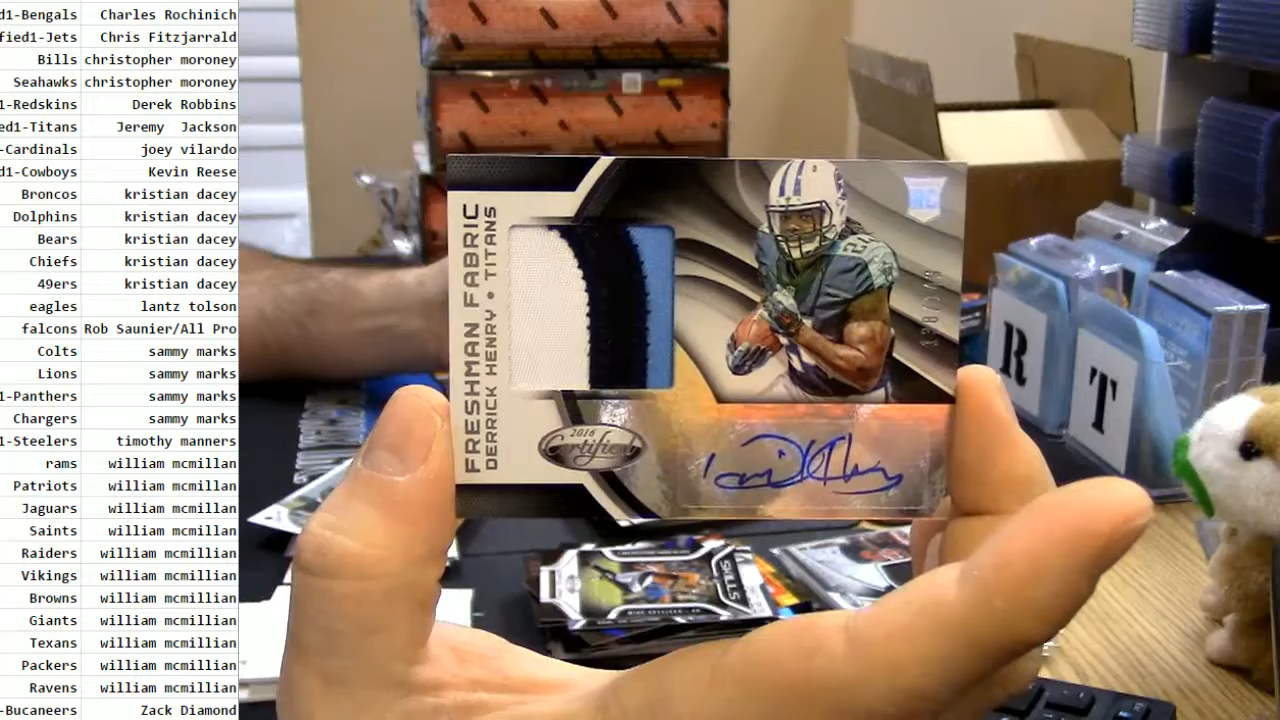 d1-Bengals Charles Rochinich
fied1-Jets Chris Fitzjarrald
Bills christopher moroney
Seahawks christopher moroney
1-Redskins Derek Robbins
ed1-Titans Jeremy Jackson
-Cardinals joey vilardo
d1-Cowboys Kevin Reese
Broncos kristian dacey
Dolphins kristian dacey
Bears kristian dacey
Chiefs kristian dacey
49ers kristian dacey
eagles lantz tolson
falcons Rob Saunier/All Pro
Colts sammy marks
Lions sammy marks
1-Panthers sammy marks
Chargers sammy marks
1-Steelers timothy manners
rams william mcmillan
Patriots william mcmillan
Jaguars william mcmillan
Saints william mcmillan
Raiders william mcmillian
Vikings william mcmillian
Browns william mcmillian
Giants william mcmillian
Texans william mcmillian
Packers william mcmillian
Ravens william mcmillian
-Bucaneers Zack Diamond
FRESHMAN FABRIC
DERRICK HENRY • TITANS
2016
Certified
RC
R
T
SKILLS